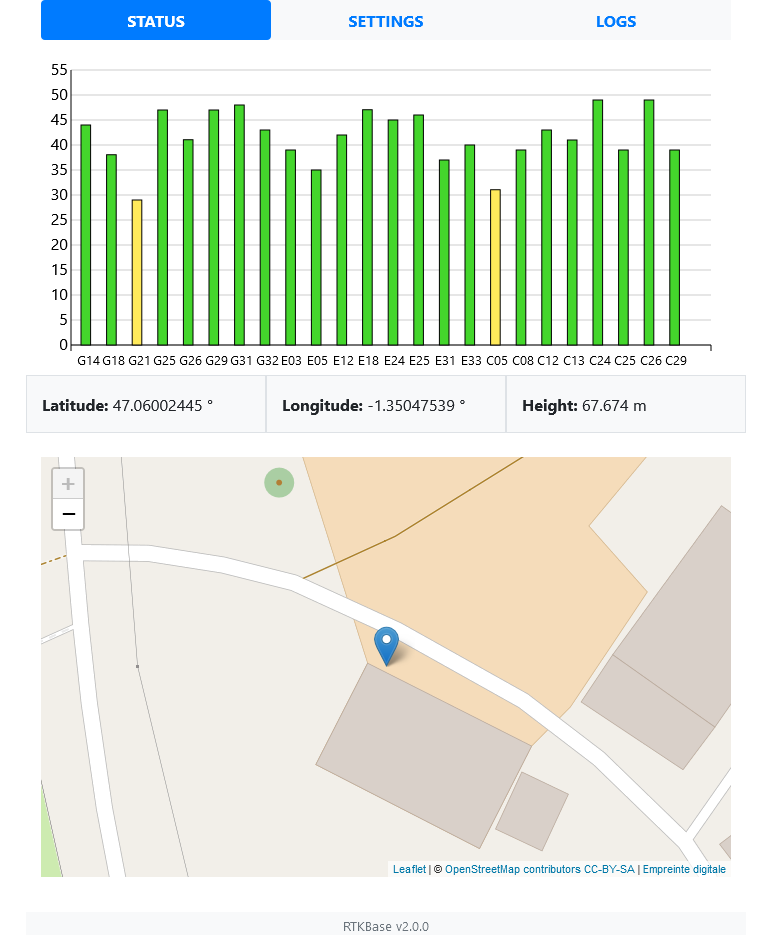 STATUS SETTINGS LOGS
55
50
45
40
35
30
25
20
15
10
5
0
G14 G18 G21 G25 G26 G29 G31 G32 E03 E05 E12 E18 E24 E25 E31 E33 C05 C08 C12 C13 C24 C25 C26 C29
Latitude: 47.06002445 ° Longitude: -1.35047539 ° Height: 67.674 m
+
−
Leaflet | © OpenStreetMap contributors CC-BY-SA | Empreinte digitale
RTKBase v2.0.0